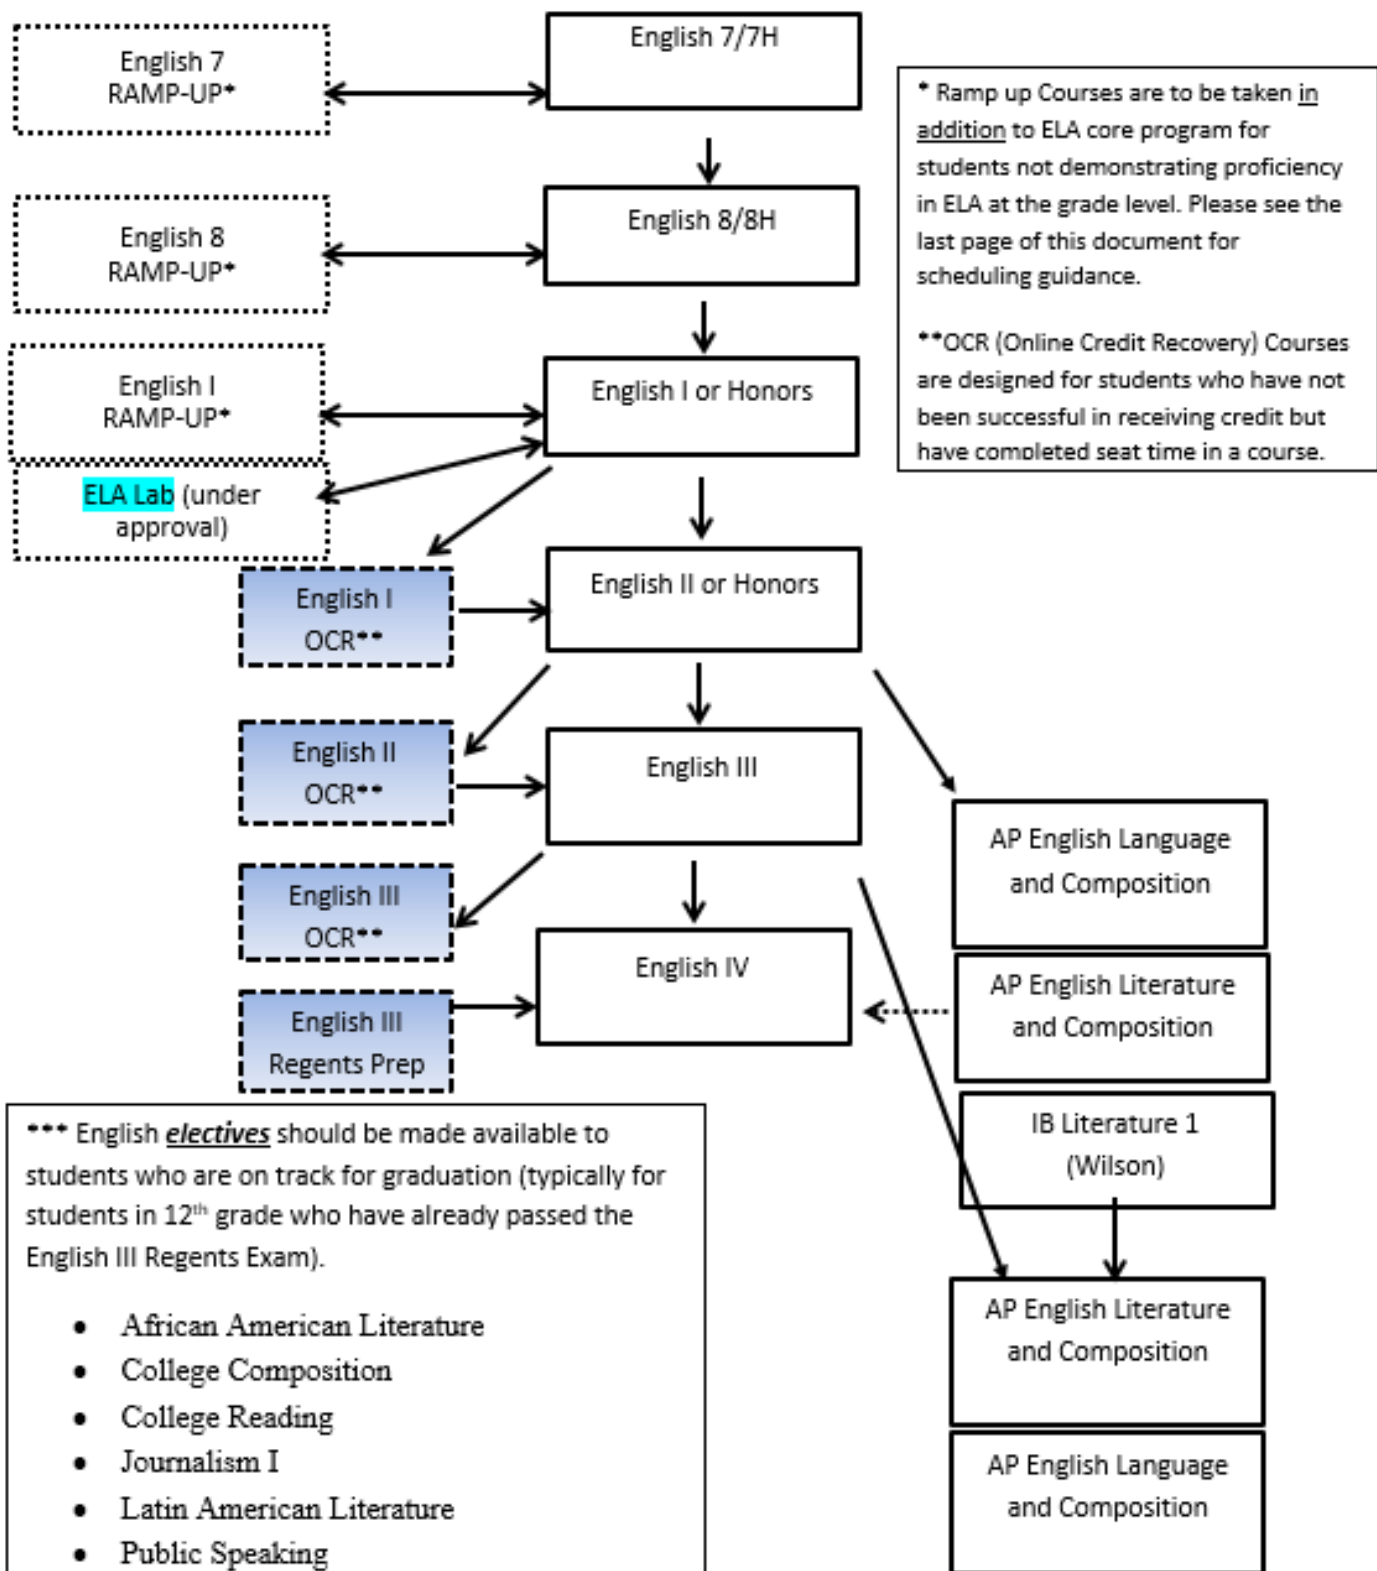 English 7/7H
English 7
RAMP-UP*
* Ramp up Courses are to be taken in
addition to ELA core program for
students not demonstrating proficiency
in ELA at the grade level. Please see the
last page of this document for
scheduling guidance.
**OCR (Online Credit Recovery) Courses
are designed for students who have not
been successful in receiving credit but
have completed seat time in a course.
English 8/8H
English 8
RAMP-UP*
English I or Honors
English I
RAMP-UP*
ELA Lab (under
approval)
English II or Honors
English I
OCR**
English III
English II
OCR**
AP English Language
and Composition
English III
OCR**
English IV
AP English Literature
and Composition
English III
Regents Prep
IB Literature 1
(Wilson)
*** English electives should be made available to
students who are on track for graduation (typically for
students in 12th grade who have already passed the
English III Regents Exam).
• African American Literature
• College Composition
• College Reading
• Journalism I
• Latin American Literature
• Public Speaking
AP English Literature
and Composition
AP English Language
and Composition